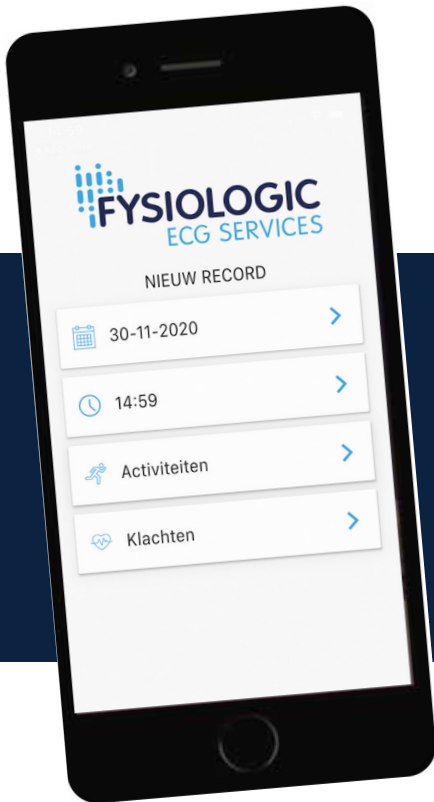 FYSIOLOGIC
ECG SERVICES
NIEUW RECORD
30-11-2020
14:59
Activiteiten
Klachten